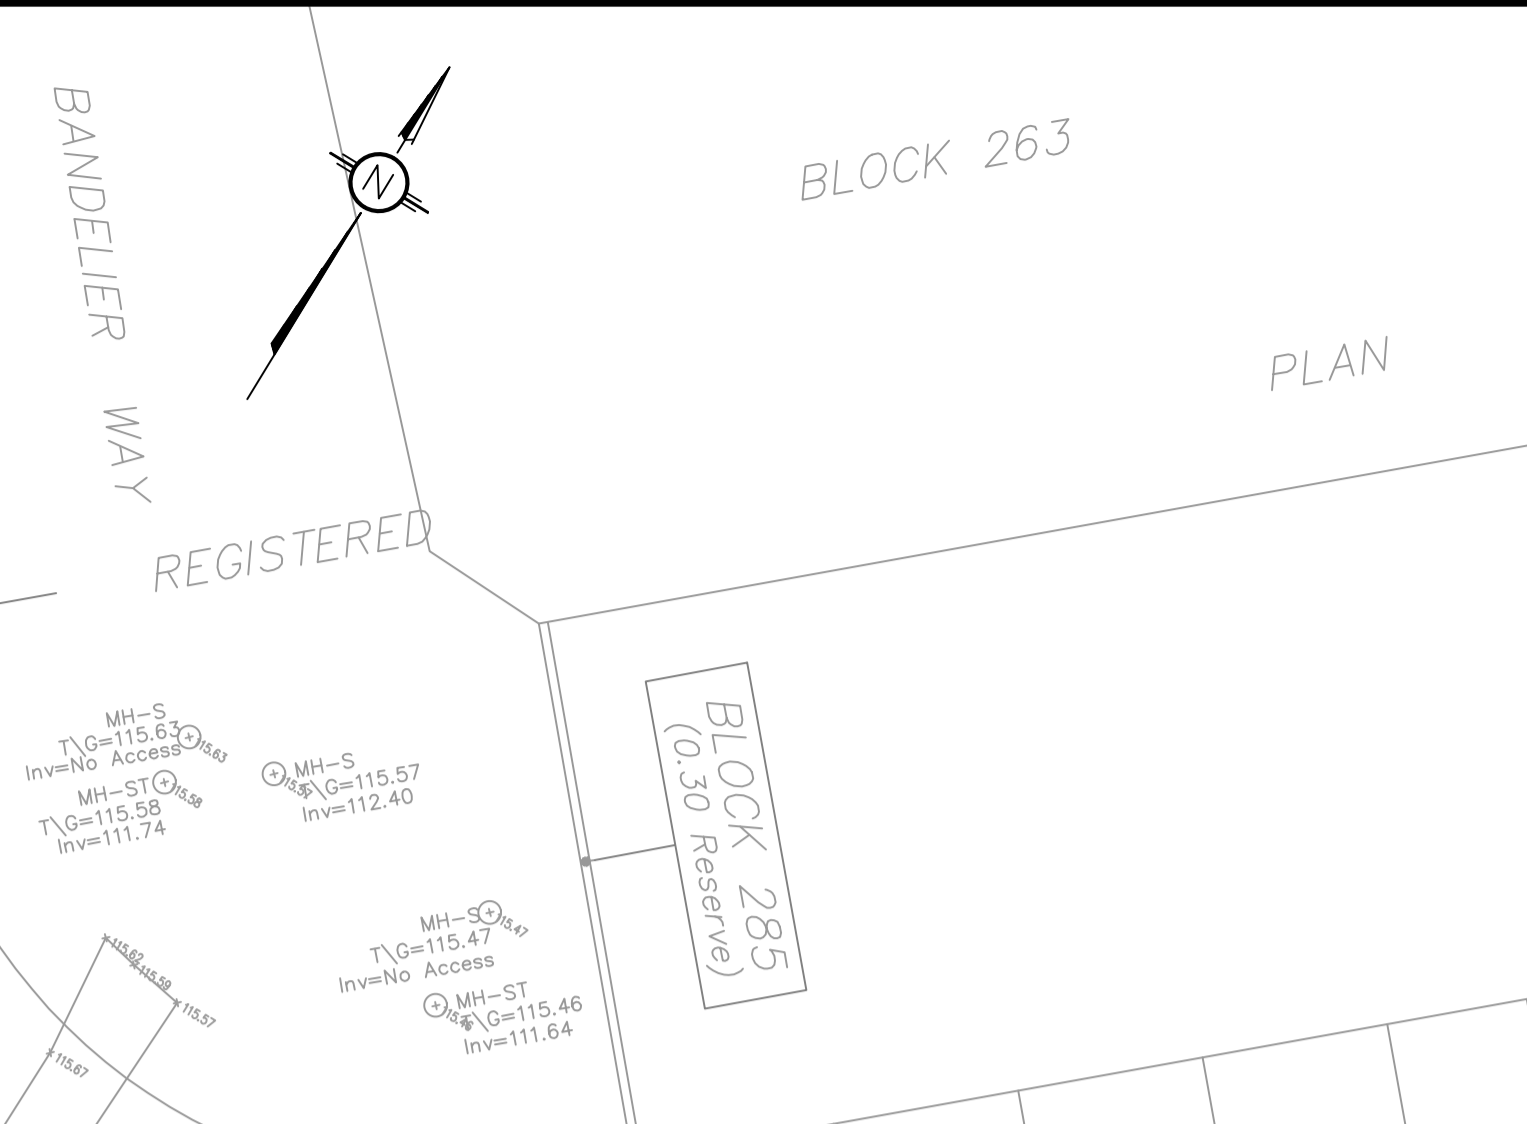 BANDELIER WAY
N
BLOCK 263
PLAN
REGISTERED
MH-S
T\G=115.63
Inv=No Access
115.63
MH-ST
T\G=115.58
Inv=111.74
115.58
MH-S
T\G=115.57
Inv=112.40
BLOCK 285
(0.30 Reserve)
MH-S
T\G=115.47
Inv=No Access
115.47
MH-ST
T\G=115.46
Inv=111.64
115.46
115.62
115.59
115.57
115.67